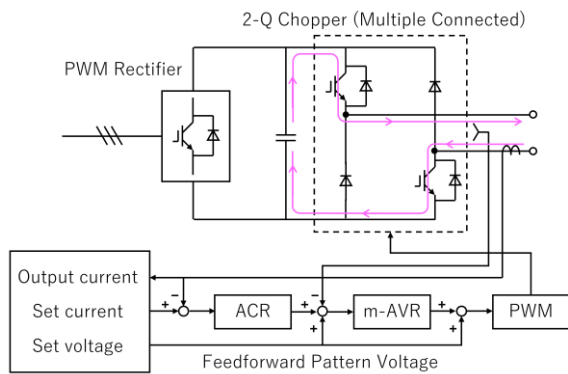 2-Q Chopper (Multiple Connected)
PWM Rectifier
Output current
Set current
Set voltage
+
−
ACR
+
−
+
m-AVR
+
+
PWM
Feedforward Pattern Voltage